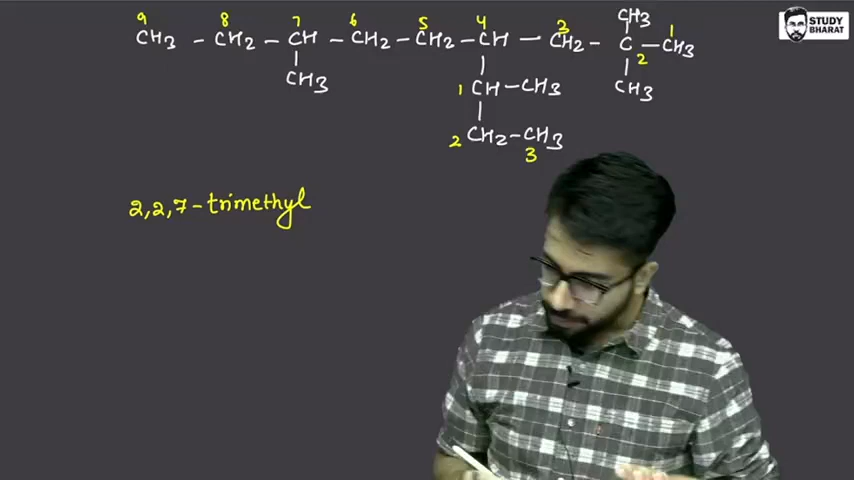 9 8 7 6 5 4 3 CH3 1
CH3 - CH2 - CH - CH2 - CH2 - CH - CH2 - C - CH3
2
CH3 1 CH - CH3 CH3
2 CH2 - CH3
3
2,2,7-trimethyl
STUDY
BHARAT